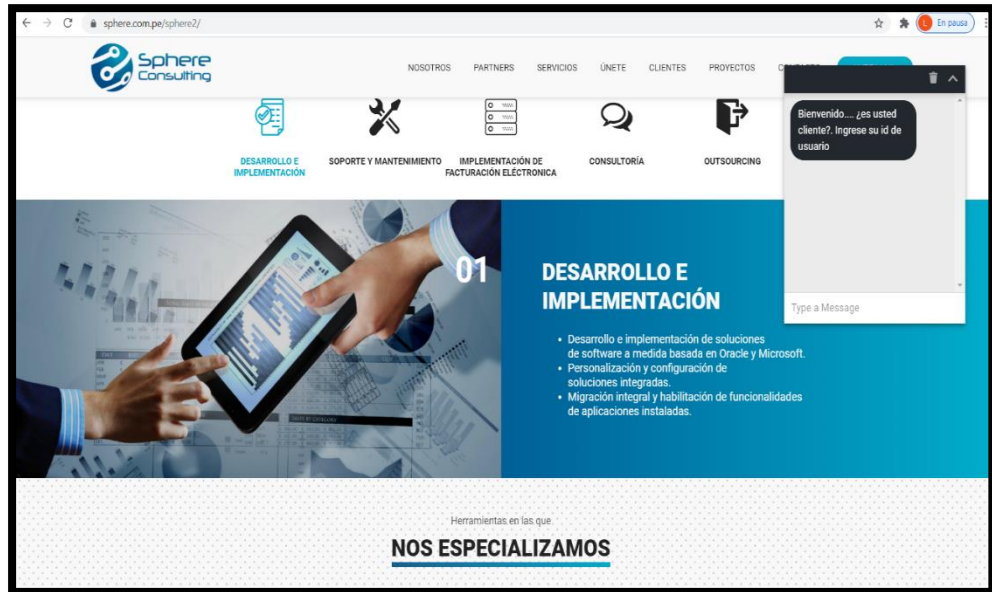 sphere.com.pe/sphere2/
L
En pausa
Sphere
Consulting
NOSOTROS
PARTNERS
SERVICIOS
ÚNETE
CLIENTES
PROYECTOS
Bienvenido.... ¿es usted
cliente?. Ingrese su id de
usuario
DESARROLLO E
IMPLEMENTACIÓN
SOPORTE Y MANTENIMIENTO
IMPLEMENTACIÓN DE
FACTURACIÓN ELÉCTRONICA
CONSULTORÍA
OUTSOURCING
01
DESARROLLO E
IMPLEMENTACIÓN
• Desarrollo e implementación de soluciones
de software a medida basada en Oracle y Microsoft.
• Personalización y configuración de
soluciones integradas.
• Migración integral y habilitación de funcionalidades
de aplicaciones instaladas.
Type a Message
Herramientas en las que
NOS ESPECIALIZAMOS